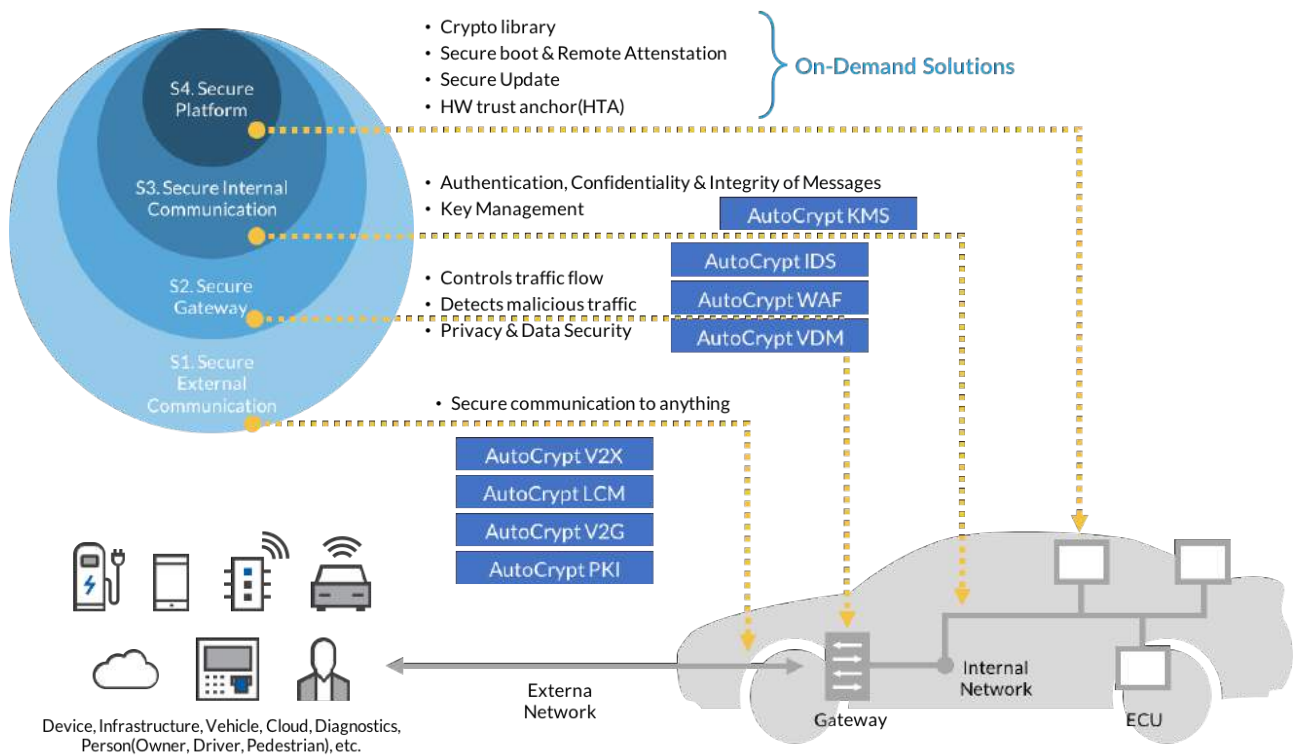 S4. Secure
Platform
S3. Secure Internal
Communication
S2. Secure
Gateway
S1. Secure
External
Communication
• Crypto library
• Secure boot & Remote Attenstation
• Secure Update
• HW trust anchor(HTA)
On-Demand Solutions
• Authentication, Confidentiality & Integrity of Messages
• Key Management
AutoCrypt KMS
• Controls traffic flow
• Detects malicious traffic
• Privacy & Data Security
AutoCrypt IDS
AutoCrypt WAF
AutoCrypt VDM
• Secure communication to anything
AutoCrypt V2X
AutoCrypt LCM
AutoCrypt V2G
AutoCrypt PKI
Device, Infrastructure, Vehicle, Cloud, Diagnostics,
Person(Owner, Driver, Pedestrian), etc.
Externa
Network
Gateway
Internal
Network
ECU